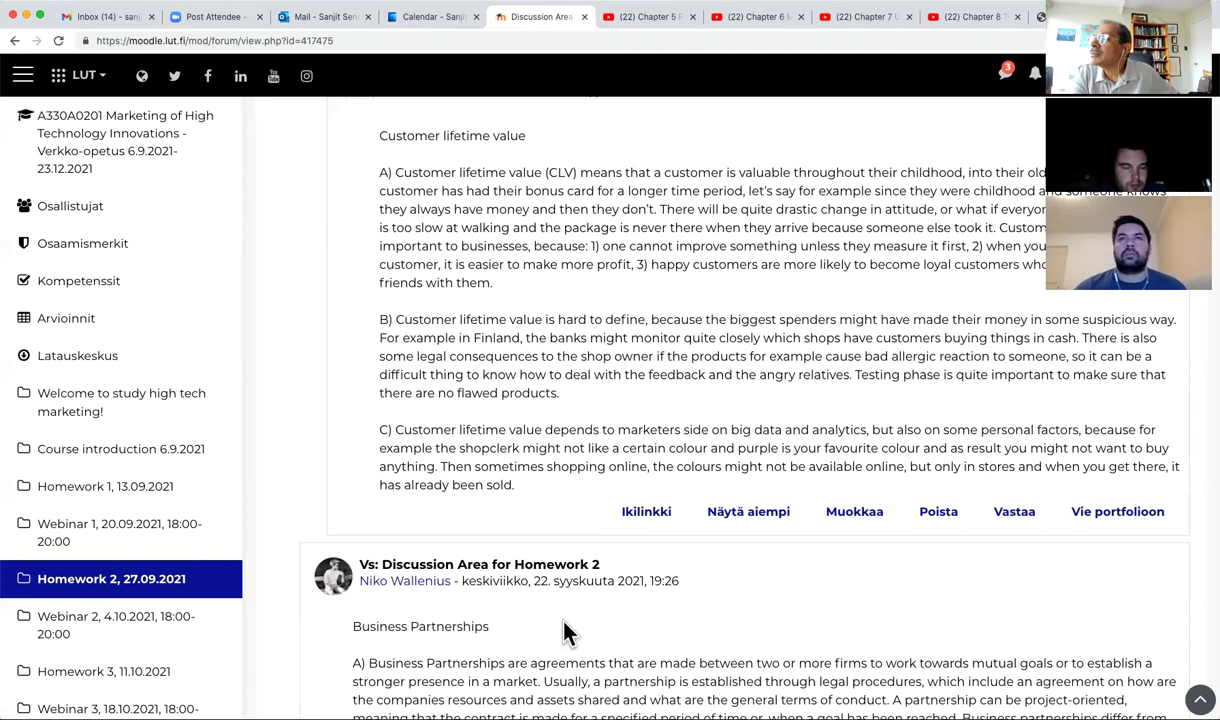 Inbox (14) - sanj
Post Attendee -
Mail - Sanjit Sen
Calendar - Sanjit
Discussion Area
(22) Chapter 5 P
(22) Chapter 6 M
(22) Chapter 7 U
(22) Chapter 8 T
https://moodle.lut.fi/mod/forum/view.php?id=417475
LUT
3
A330A0201 Marketing of High
Technology Innovations -
Verkko-opetus 6.9.2021-
23.12.2021
Osallistujat
Osaamismerkit
Kompetenssit
Arvioinnit
Latauskeskus
Welcome to study high tech
marketing!
Course introduction 6.9.2021
Homework 1, 13.09.2021
Webinar 1, 20.09.2021, 18:00-
20:00
Homework 2, 27.09.2021
Webinar 2, 4.10.2021, 18:00-
20:00
Homework 3, 11.10.2021
Webinar 3, 18.10.2021, 18:00-
Customer lifetime value
A) Customer lifetime value (CLV) means that a customer is valuable throughout their childhood, into their old
customer has had their bonus card for a longer time period, let's say for example since they were childhood and someone knows
they always have money and then they don't. There will be quite drastic change in attitude, or what if everyon
is too slow at walking and the package is never there when they arrive because someone else took it. Custom
important to businesses, because: 1) one cannot improve something unless they measure it first, 2) when you
customer, it is easier to make more profit, 3) happy customers are more likely to become loyal customers who
friends with them.
B) Customer lifetime value is hard to define, because the biggest spenders might have made their money in some suspicious way.
For example in Finland, the banks might monitor quite closely which shops have customers buying things in cash. There is also
some legal consequences to the shop owner if the products for example cause bad allergic reaction to someone, so it can be a
difficult thing to know how to deal with the feedback and the angry relatives. Testing phase is quite important to make sure that
there are no flawed products.
C) Customer lifetime value depends to marketers side on big data and analytics, but also on some personal factors, because for
example the shopclerk might not like a certain colour and purple is your favourite colour and as result you might not want to buy
anything. Then sometimes shopping online, the colours might not be available online, but only in stores and when you get there, it
has already been sold.
Ikilinkki Näytä aiempi Muokkaa Poista Vastaa Vie portfolioon
Vs: Discussion Area for Homework 2
Niko Wallenius - keskiviikko, 22. syyskuuta 2021, 19:26
Business Partnerships
A) Business Partnerships are agreements that are made between two or more firms to work towards mutual goals or to establish a
stronger presence in a market. Usually, a partnership is established through legal procedures, which include an agreement on how are
the companies resources and assets shared and what are the general terms of conduct. A partnership can be project-oriented,
meaning that the contract is made for a specified period of time or, when a goal has been reached. Business partnerships differ from